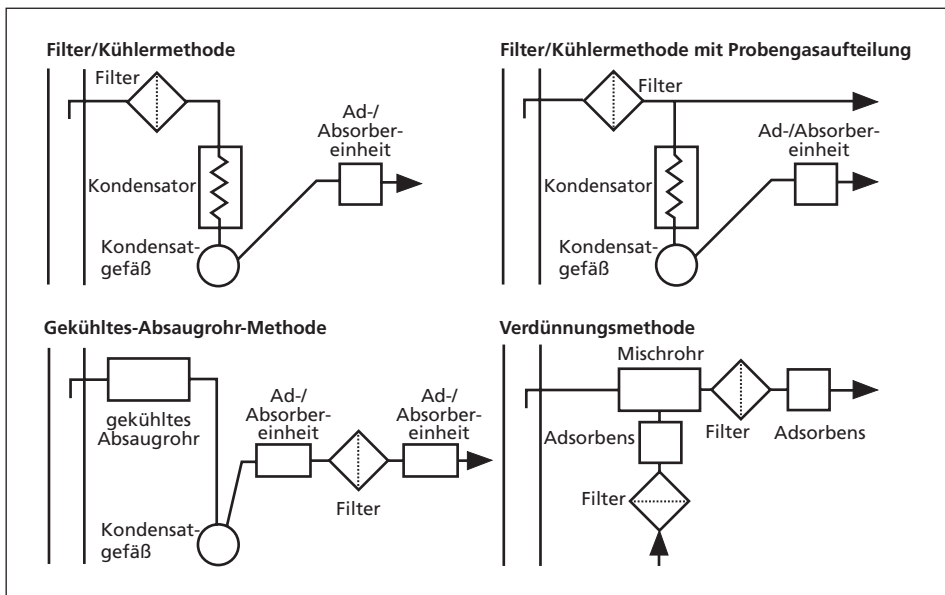 Filter/Kühlermethode
Filter
Ad-/
Absorber-
einheit
Kondensator
Kondensat-
gefäß
Filter/Kühlermethode mit Probengasaufteilung
Filter
Ad-/Absorber-
einheit
Kondensator
Kondensat-
gefäß
Gekühltes-Absaugrohr-Methode
gekühltes
Absaugrohr
Ad-/
Absorber-
einheit
Ad-/
Absorber-
einheit
Filter
Kondensat-
gefäß
Verdünnungsmethode
Mischrohr
Adsorbens
Filter
Adsorbens
Filter